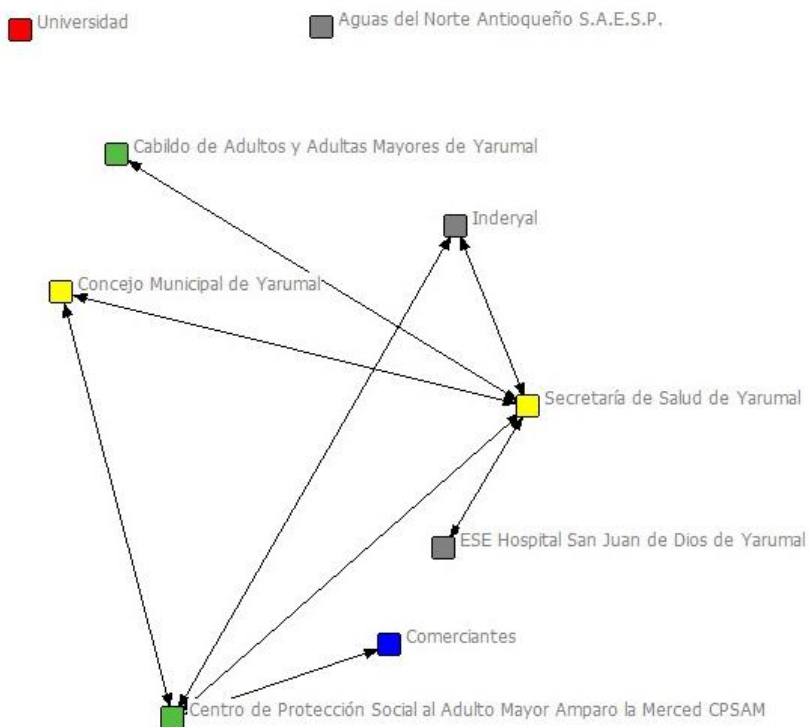 Universidad
Aguas del Norte Antioqueño S.A.E.S.P.
Cabildo de Adultos y Adultas Mayores de Yarumal
Inderyal
Concejo Municipal de Yarumal
Secretaría de Salud de Yarumal
ESE Hospital San Juan de Dios de Yarumal
Comerciantes
Centro de Protección Social al Adulto Mayor Amparo la Merced CPSAM